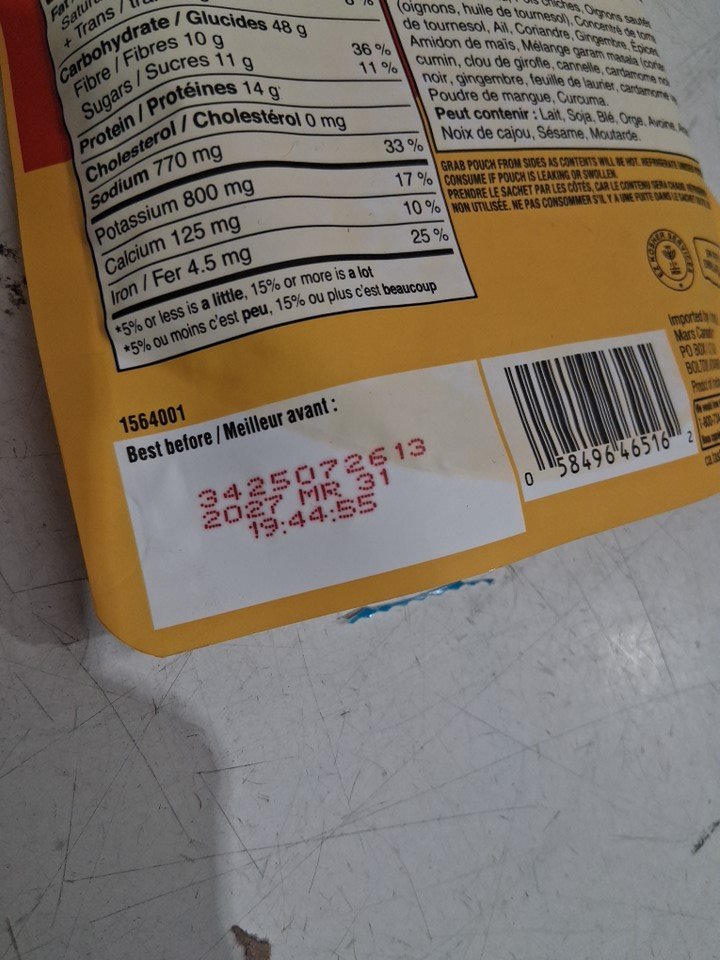 + Trans /
Carbohydrate / Glucides 48 g
Fibre / Fibres 10 g 36 %
Sugars / Sucres 11 g 11 %
Protein / Protéines 14 g
Cholesterol / Cholestérol 0 mg
Sodium 770 mg 33 %
Potassium 800 mg 17 %
Calcium 125 mg 10 %
Iron / Fer 4.5 mg 25 %
*5% or less is a little, 15% or more is a lot
*5% ou moins c'est peu, 15% ou plus c'est beaucoup
chiches, Oignons sautés
(oignons, huile de tournesol), Concentré de
de tournesol, Ail, Coriandre, Gingembre, Épices
Amidon de maïs, Mélange garam masala
cumin, clou de girofle, cannelle, cardamome
noir, gingembre, feuille de laurier, cardamome
Poudre de mangue, Curcuma.
Peut contenir : Lait, Soja, Blé, Orge, Avoine,
Noix de cajou, Sésame, Moutarde.
GRAB POUCH FROM SIDES AS CONTENTS WILL BE HOT. REFRIGERATE
CONSUME IF POUCH IS LEAKING OR SWOLLEN.
PRENDRE LE SACHET PAR LES CÔTÉS, CAR LE CONTENU SERA CHAUD.
NON UTILISÉE. NE PAS CONSOMMER S'IL Y A UNE FUITE DANS LE SACHET
KOSHER SERVICES
Imported by
Mars
PO BOX
BOLTON
1564001
Best before / Meilleur avant :
3425072613
2027 MR 31
19:44:55
0 58496 46516 2